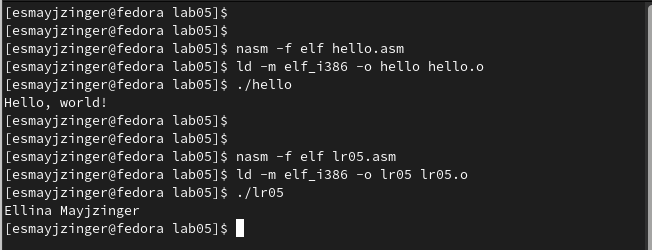 [esmayjzinger@fedora lab05]$
[esmayjzinger@fedora lab05]$
[esmayjzinger@fedora lab05]$ nasm -f elf hello.asm
[esmayjzinger@fedora lab05]$ ld -m elf_i386 -o hello hello.o
[esmayjzinger@fedora lab05]$ ./hello
Hello, world!
[esmayjzinger@fedora lab05]$
[esmayjzinger@fedora lab05]$
[esmayjzinger@fedora lab05]$ nasm -f elf lr05.asm
[esmayjzinger@fedora lab05]$ ld -m elf_i386 -o lr05 lr05.o
[esmayjzinger@fedora lab05]$ ./lr05
Ellina Mayjzinger
[esmayjzinger@fedora lab05]$